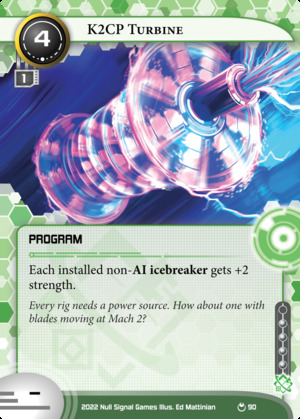 4
K2CP Turbine
1
PROGRAM
Each installed non-AI icebreaker gets +2
strength.
Every rig needs a power source. How about one with
blades moving at Mach 2?
–
2022 Null Signal Games Illus. Ed Mattinian
90